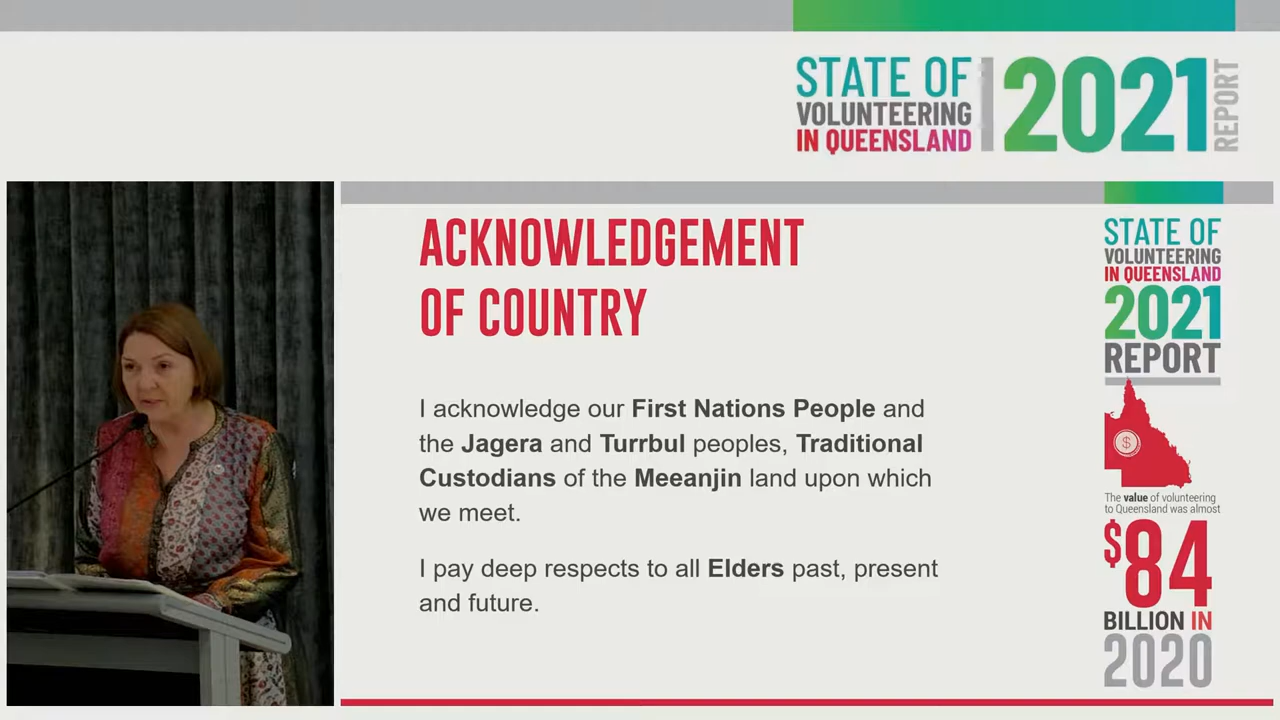 STATE OF
VOLUNTEERING
IN QUEENSLAND
2021
REPORT
ACKNOWLEDGEMENT
OF COUNTRY
I acknowledge our First Nations People and
the Jagera and Turrbul peoples, Traditional
Custodians of the Meeanjin land upon which
we meet.
I pay deep respects to all Elders past, present
and future.
STATE OF
VOLUNTEERING
IN QUEENSLAND
2021
REPORT
$
The value of volunteering
to Queensland was almost
$84
BILLION IN
2020